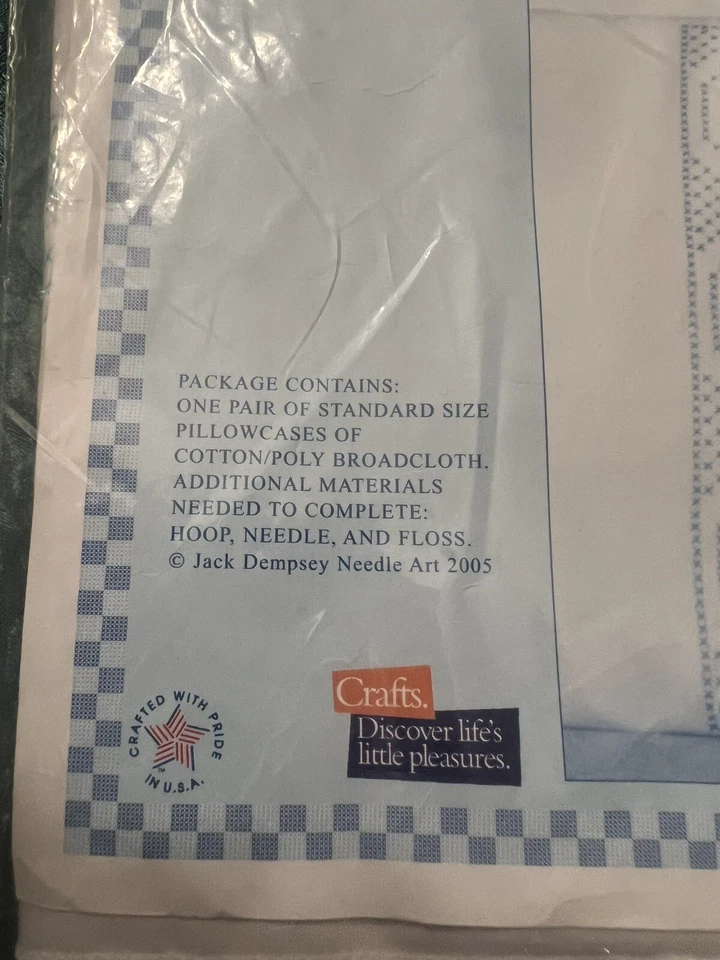 PACKAGE CONTAINS:
ONE PAIR OF STANDARD SIZE
PILLOWCASES OF
COTTON/POLY BROADCLOTH.
ADDITIONAL MATERIALS
NEEDED TO COMPLETE:
HOOP, NEEDLE, AND FLOSS.
© Jack Dempsey Needle Art 2005
CRAFTED WITH PRIDE
IN U.S.A.
TM
Crafts.
Discover life's
little pleasures.